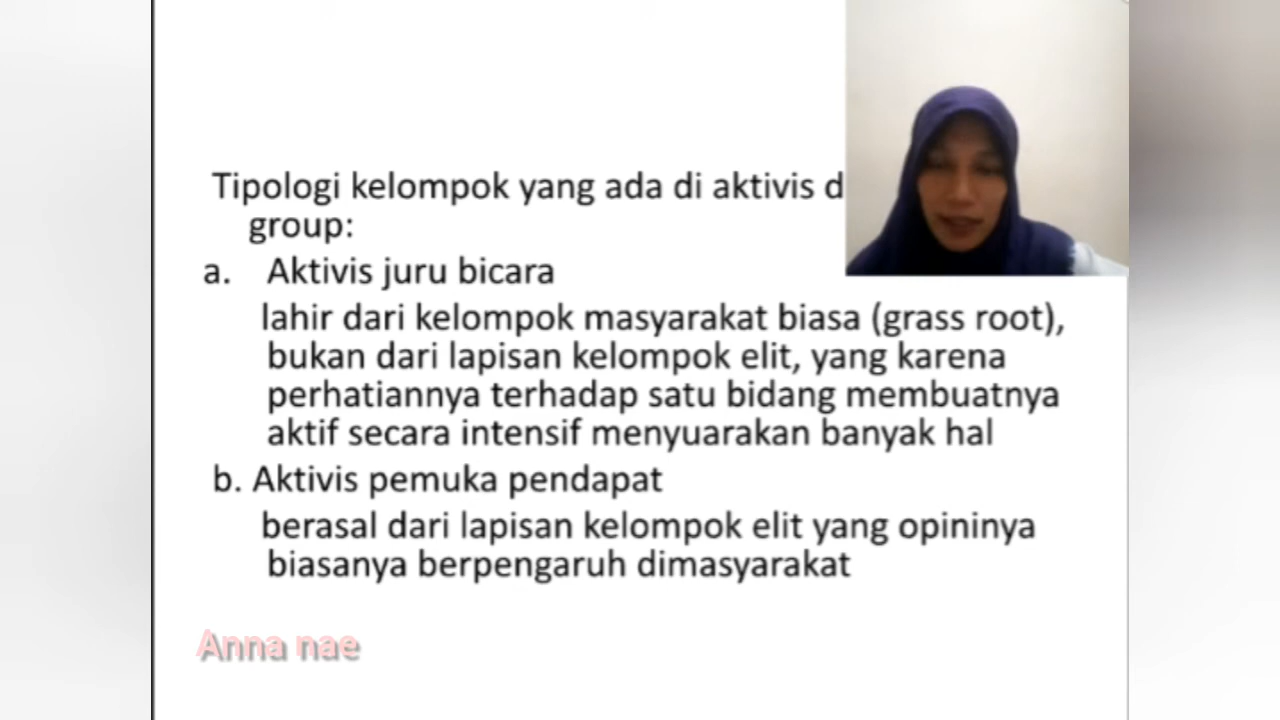 Tipologi kelompok yang ada di aktivis
group:
a. Aktivis juru bicara
lahir dari kelompok masyarakat biasa (grass root),
bukan dari lapisan kelompok elit, yang karena
perhatiannya terhadap satu bidang membuatnya
aktif secara intensif menyuarakan banyak hal
b. Aktivis pemuka pendapat
berasal dari lapisan kelompok elit yang opininya
biasanya berpengaruh dimasyarakat
Anna nae